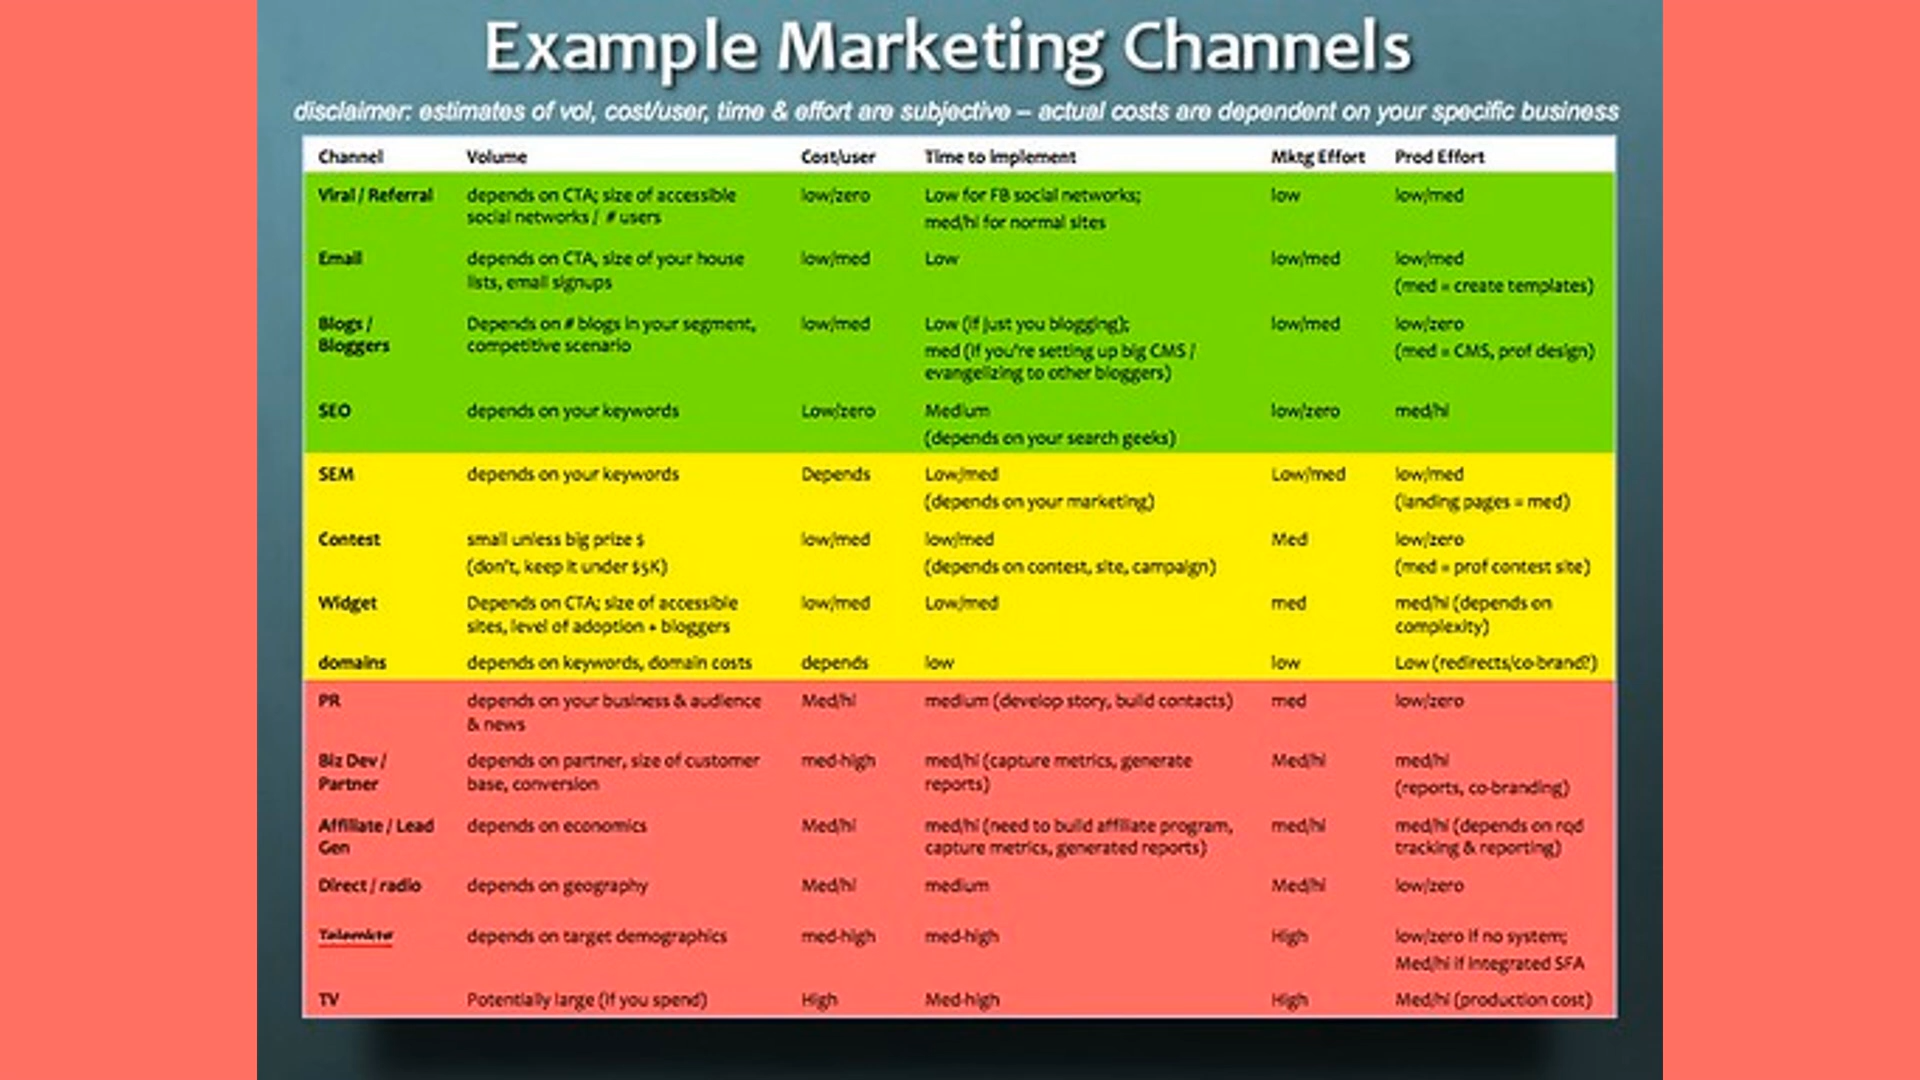 Example Marketing Channels
disclaimer: estimates of vol, cost/user, time & effort are subjective – actual costs are dependent on your specific business
Channel Volume Cost/user Time to implement Mktg Effort Prod Effort
Viral / Referral depends on CTA; size of accessible low/zero Low for FB social networks; low low/med
social networks / # users med/hi for normal sites
Email depends on CTA, size of your house low/med Low low/med low/med
lists, email signups (med = create templates)
Blogs / Depends on # blogs in your segment, low/med Low (if just you blogging); low/med low/zero
Bloggers competitive scenario med (if you're setting up big CMS / (med = CMS, prof design)
evangelizing to other bloggers)
SEO depends on your keywords Low/zero Medium low/zero med/hi
(depends on your search geeks)
SEM depends on your keywords Depends Low/med Low/med low/med
(depends on your marketing) (landing pages = med)
Contest small unless big prize $ low/med low/med Med low/zero
(don't, keep it under $5K) (depends on contest, site, campaign) (med = prof contest site)
Widget Depends on CTA; size of accessible low/med Low/med med med/hi (depends on
sites, level of adoption + bloggers complexity)
domains depends on keywords, domain costs depends low low Low (redirects/co-brand?)
PR depends on your business & audience Med/hi medium (develop story, build contacts) med low/zero
& news
Biz Dev / depends on partner, size of customer med-high med/hi (capture metrics, generate Med/hi med/hi
Partner base, conversion reports) (reports, co-branding)
Affiliate / Lead depends on economics Med/hi med/hi (need to build affiliate program, med/hi med/hi (depends on rqd
Gen capture metrics, generated reports) tracking & reporting)
Direct / radio depends on geography Med/hi medium Med/hi low/zero
Telemktg depends on target demographics med-high med-high High low/zero if no system;
Med/hi if integrated SFA
TV Potentially large (if you spend) High Med-high High Med/hi (production cost)